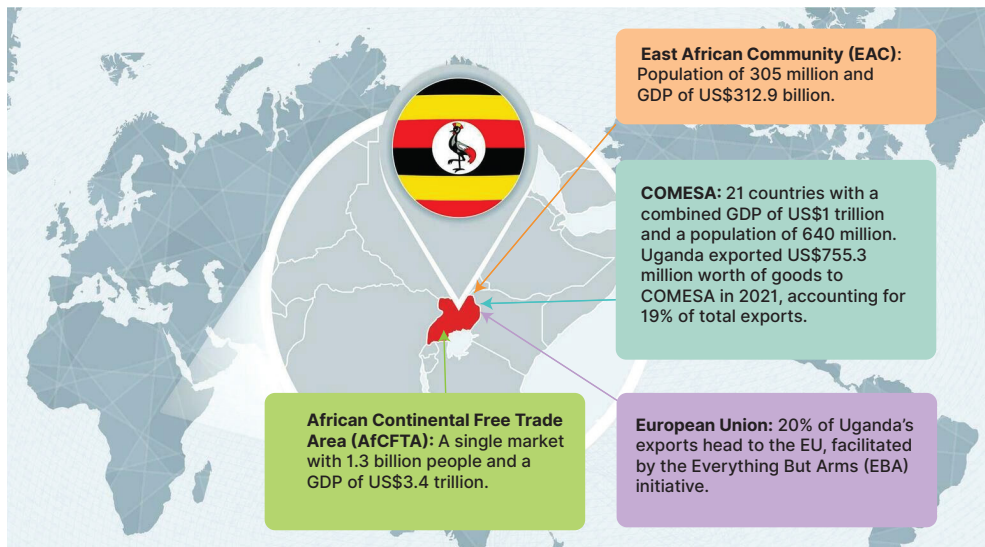 East African Community (EAC):
Population of 305 million and
GDP of US$312.9 billion.
COMESA: 21 countries with a
combined GDP of US$1 trillion
and a population of 640 million.
Uganda exported US$755.3
million worth of goods to
COMESA in 2021, accounting for
19% of total exports.
African Continental Free Trade
Area (AfCFTA): A single market
with 1.3 billion people and a
GDP of US$3.4 trillion.
European Union: 20% of Uganda’s
exports head to the EU, facilitated
by the Everything But Arms (EBA)
initiative.